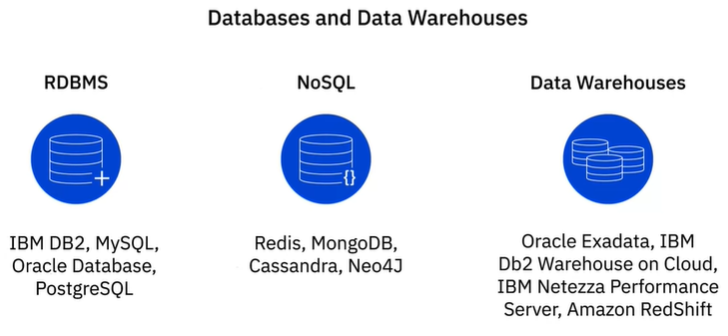 Databases and Data Warehouses
RDBMS
IBM DB2, MySQL,
Oracle Database,
PostgreSQL
NoSQL
{}
Redis, MongoDB,
Cassandra, Neo4J
Data Warehouses
Oracle Exadata, IBM
Db2 Warehouse on Cloud,
IBM Netezza Performance
Server, Amazon RedShift